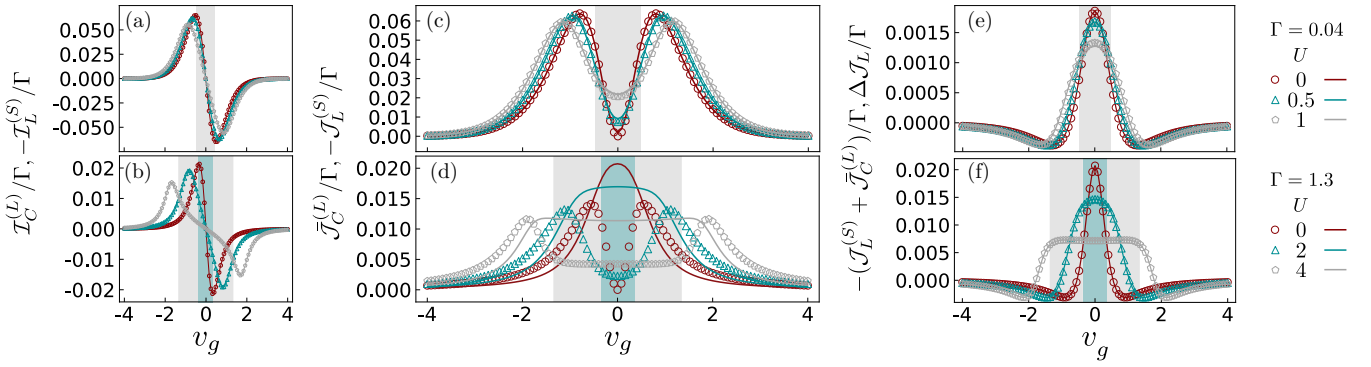 (a)
0.050
0.025
0.000
-0.025
-0.050
(b)
0.02
0.01
0.00
-0.01
-0.02
-4 -2 0 2 4
v_g
𝓘_C^{(L)}/Γ, −𝓘_L^{(S)}/Γ
(c)
0.06
0.05
0.04
0.03
0.02
0.01
0.00
(d)
0.020
0.015
0.010
0.005
0.000
-4 -2 0 2 4
v_g
𝒥̄_C^{(L)}/Γ, −𝒥_L^{(S)}/Γ
(e)
0.0015
0.0010
0.0005
0.0000
(f)
0.020
0.015
0.010
0.005
0.000
-4 -2 0 2 4
v_g
−(𝒥_L^{(S)} + 𝒥̄_C^{(L)})/Γ, Δ𝒥_L/Γ
Γ = 0.04
U
0
0.5
1
Γ = 1.3
U
0
2
4